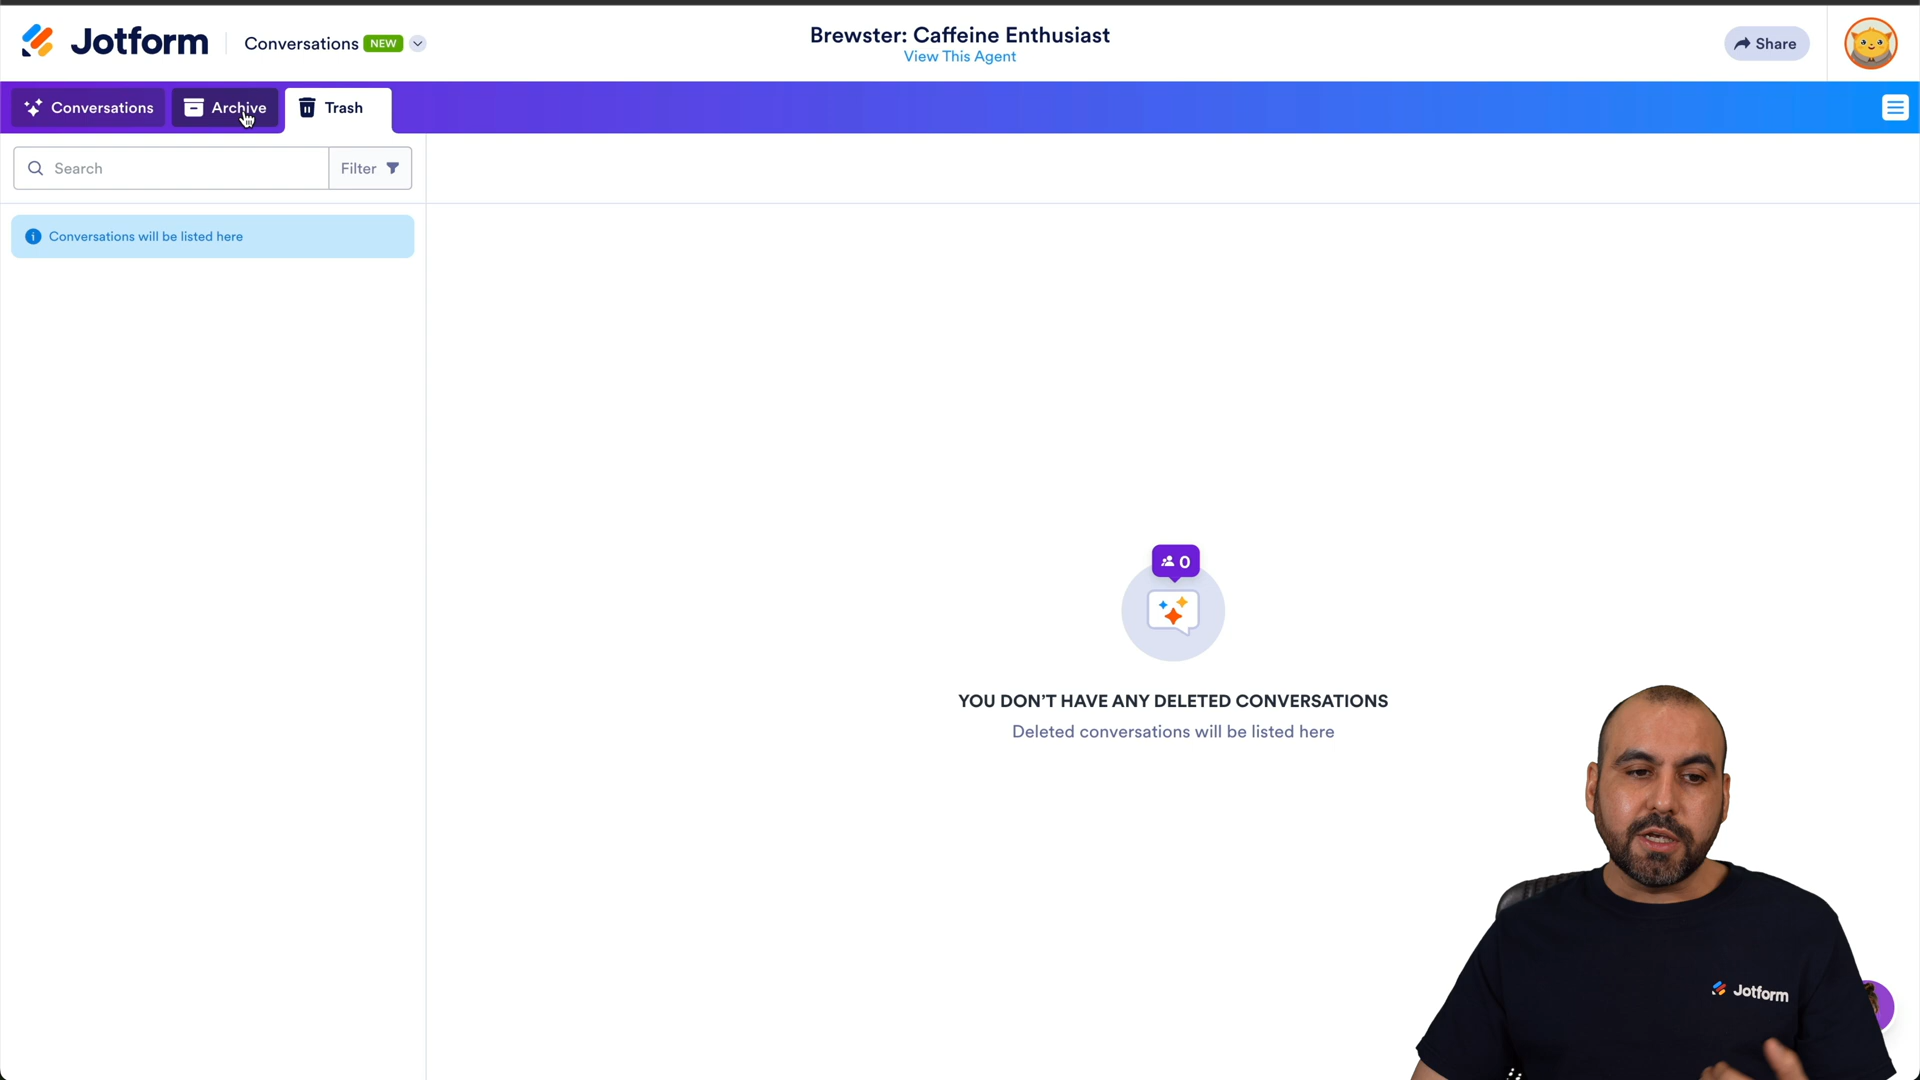 Jotform
Conversations NEW
Brewster: Caffeine Enthusiast
View This Agent
Share
Conversations
Archive
Trash
Search
Filter
Conversations will be listed here
0
YOU DON'T HAVE ANY DELETED CONVERSATIONS
Deleted conversations will be listed here
Jotform